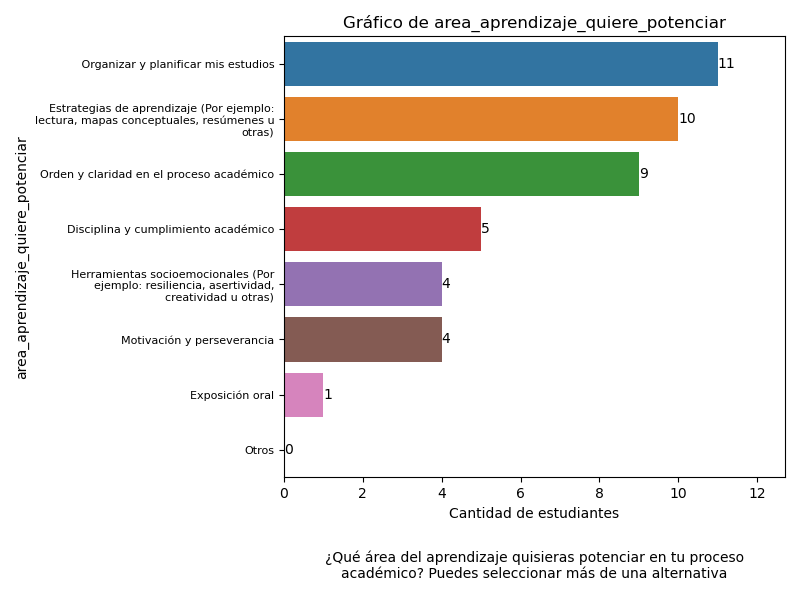 Gráfico de area_aprendizaje_quiere_potenciar
area_aprendizaje_quiere_potenciar
Organizar y planificar mis estudios
11
Estrategias de aprendizaje (Por ejemplo:
lectura, mapas conceptuales, resúmenes u
otras)
10
Orden y claridad en el proceso académico
9
Disciplina y cumplimiento académico
5
Herramientas socioemocionales (Por
ejemplo: resiliencia, asertividad,
creatividad u otras)
4
Motivación y perseverancia
4
Exposición oral
1
Otros
0
0 2 4 6 8 10 12
Cantidad de estudiantes
¿Qué área del aprendizaje quisieras potenciar en tu proceso
académico? Puedes seleccionar más de una alternativa